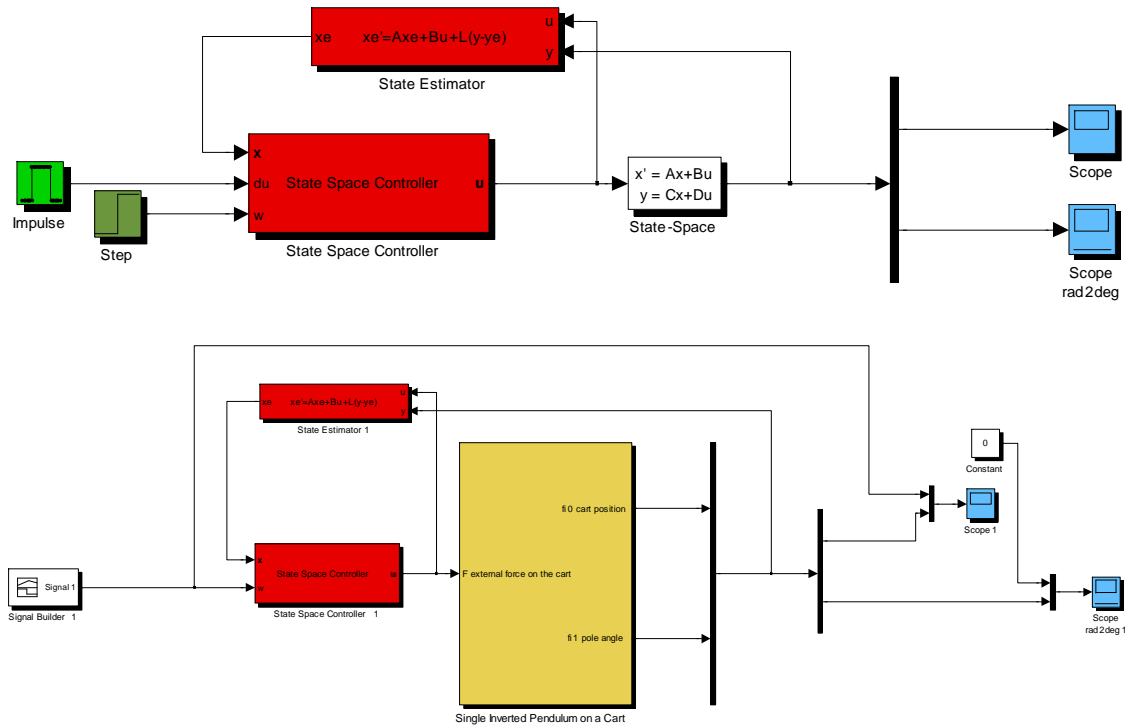 u
xe xe'=Axe+Bu+L(y-ye)
y
State Estimator
x
du State Space Controller u
w
State Space Controller
Impulse
Step
x' = Ax+Bu
y = Cx+Du
State-Space
Scope
Scope
rad2deg
u
xe xe'=Axe+Bu+L(y-ye)
y
State Estimator 1
0
Constant
fi0 cart position
Scope 1
x
State Space Controller u
w
State Space Controller 1
F external force on the cart
Signal 1
Signal Builder 1
fi1 pole angle
Scope
rad2deg 1
Single Inverted Pendulum on a Cart